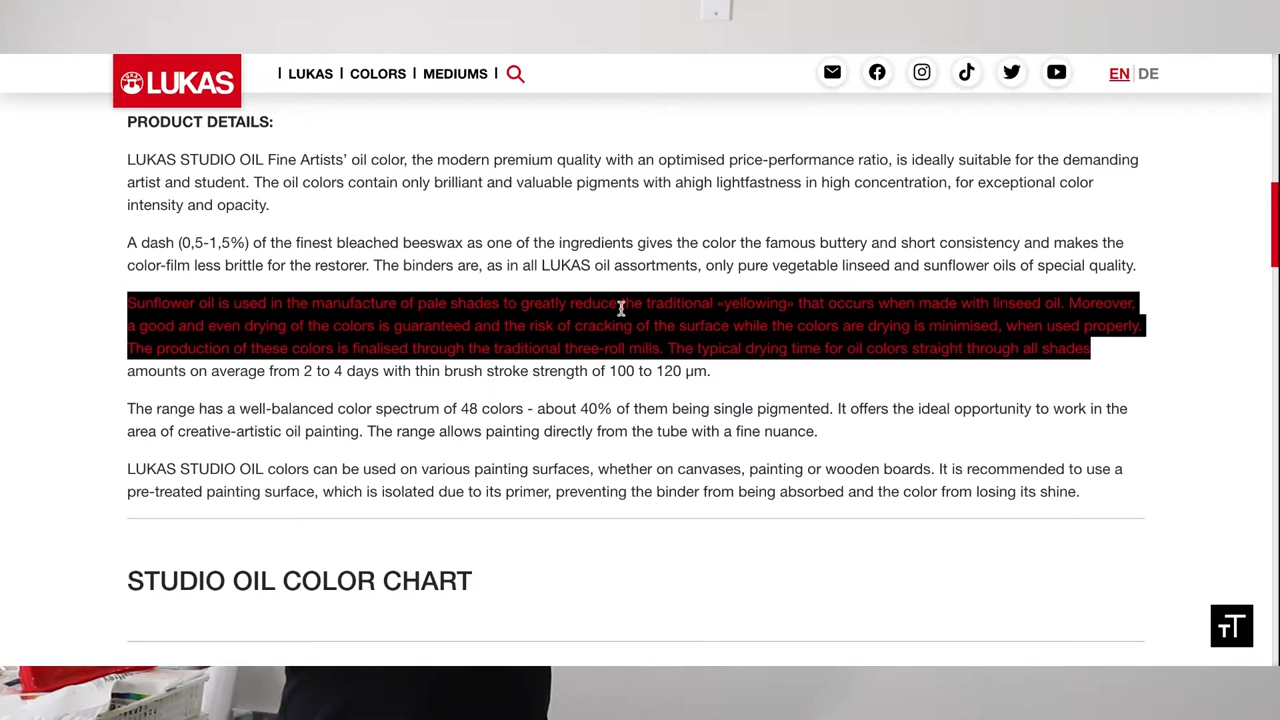 LUKAS
| LUKAS | COLORS | MEDIUMS |
EN DE
PRODUCT DETAILS:
LUKAS STUDIO OIL Fine Artists’ oil color, the modern premium quality with an optimised price-performance ratio, is ideally suitable for the demanding
artist and student. The oil colors contain only brilliant and valuable pigments with ahigh lightfastness in high concentration, for exceptional color
intensity and opacity.
A dash (0,5-1,5%) of the finest bleached beeswax as one of the ingredients gives the color the famous buttery and short consistency and makes the
color-film less brittle for the restorer. The binders are, as in all LUKAS oil assortments, only pure vegetable linseed and sunflower oils of special quality.
Sunflower oil is used in the manufacture of pale shades to greatly reduce the traditional «yellowing» that occurs when made with linseed oil. Moreover,
a good and even drying of the colors is guaranteed and the risk of cracking of the surface while the colors are drying is minimised, when used properly.
The production of these colors is finalised through the traditional three-roll mills. The typical drying time for oil colors straight through all shades
amounts on average from 2 to 4 days with thin brush stroke strength of 100 to 120 µm.
The range has a well-balanced color spectrum of 48 colors - about 40% of them being single pigmented. It offers the ideal opportunity to work in the
area of creative-artistic oil painting. The range allows painting directly from the tube with a fine nuance.
LUKAS STUDIO OIL colors can be used on various painting surfaces, whether on canvases, painting or wooden boards. It is recommended to use a
pre-treated painting surface, which is isolated due to its primer, preventing the binder from being absorbed and the color from losing its shine.
STUDIO OIL COLOR CHART
TT